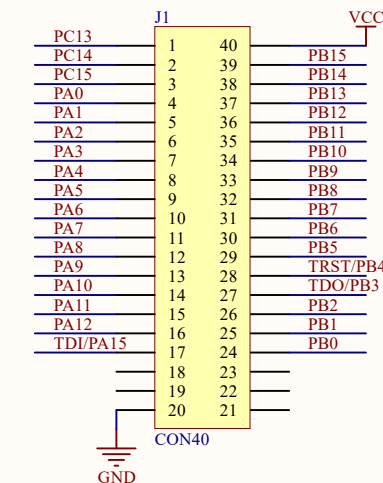 J1 VCC
PC13 1 40
PC14 2 39 PB15
PC15 3 38 PB14
PA0 4 37 PB13
PA1 5 36 PB12
PA2 6 35 PB11
PA3 7 34 PB10
PA4 8 33 PB9
PA5 9 32 PB8
PA6 10 31 PB7
PA7 11 30 PB6
PA8 12 29 PB5
PA9 13 28 TRST/PB4
PA10 14 27 TDO/PB3
PA11 15 26 PB2
PA12 16 25 PB1
TDI/PA15 17 24 PB0
18 23
19 22
20 21
CON40
GND